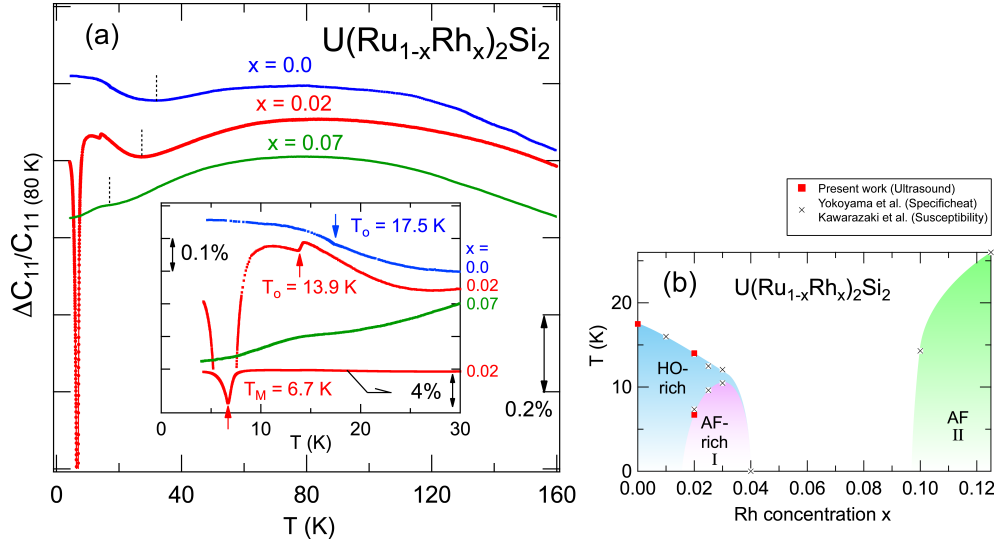 (a)
U(Ru1-xRhx)2Si2
x = 0.0
x = 0.02
x = 0.07
ΔC11/C11 (80 K)
0.1%
To = 17.5 K
x =
0.0
0.02
0.07
To = 13.9 K
0.02
TM = 6.7 K
4%
0.2%
0 10 20 30
T (K)
0 40 80 120 160
T (K)
Present work (Ultrasound)
Yokoyama et al. (Specificheat)
Kawarazaki et al. (Susceptibility)
(b)
U(Ru1-xRhx)2Si2
T (K)
20
10
0
HO-
rich
AF-
rich
I
AF
II
0.00 0.02 0.04 0.06 0.08 0.10 0.12
Rh concentration x